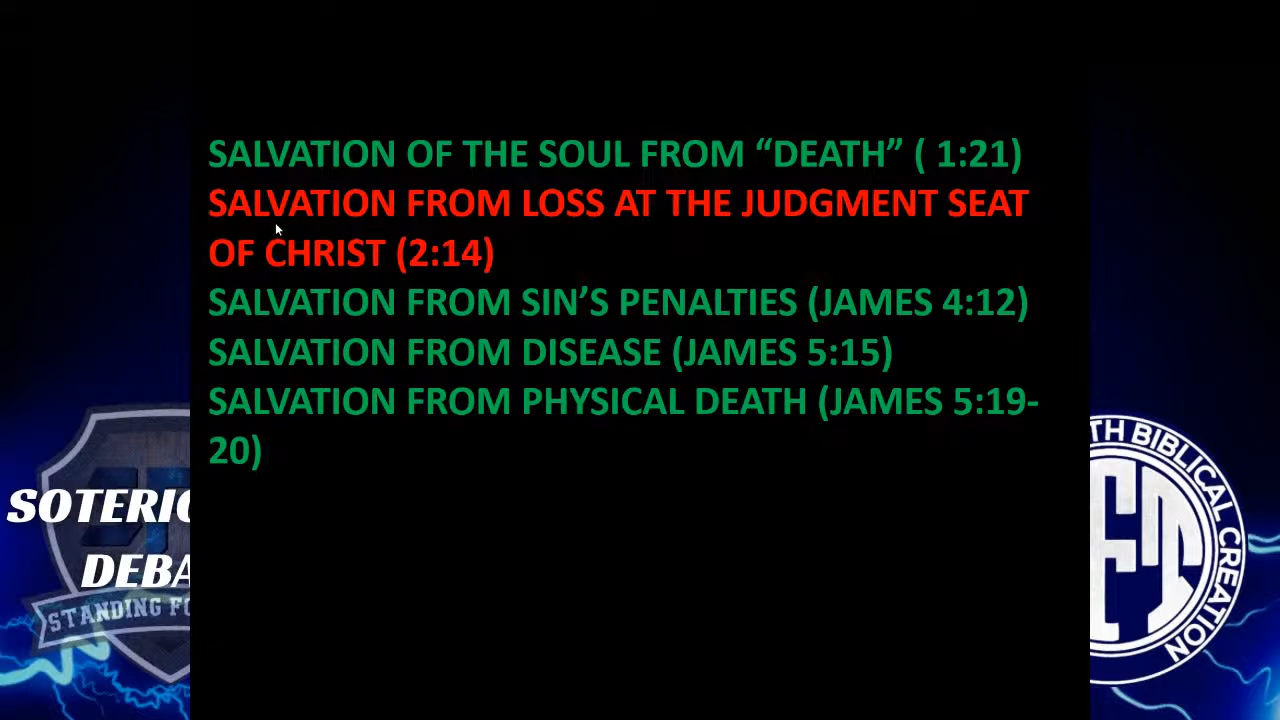 SALVATION OF THE SOUL FROM “DEATH” ( 1:21)
SALVATION FROM LOSS AT THE JUDGMENT SEAT
OF CHRIST (2:14)
SALVATION FROM SIN’S PENALTIES (JAMES 4:12)
SALVATION FROM DISEASE (JAMES 5:15)
SALVATION FROM PHYSICAL DEATH (JAMES 5:19-
20)
SOTERIO
DEBA
STANDING FO
TH BIBLICAL CREATION
FT